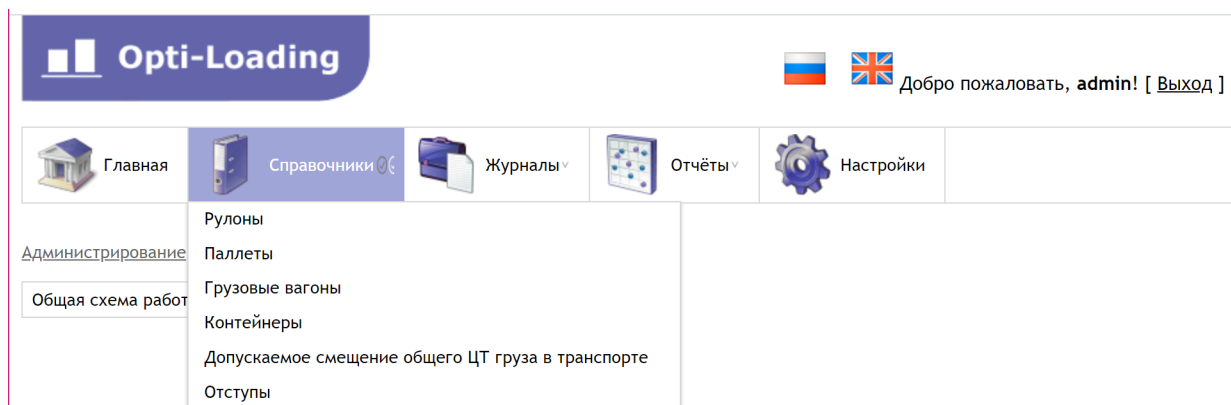 Opti-Loading
Добро пожаловать, admin! [ Выход ]
Главная
Справочники
Журналы
Отчёты
Настройки
Рулоны
Администрирование
Паллеты
Грузовые вагоны
Общая схема работ
Контейнеры
Допускаемое смещение общего ЦТ груза в транспорте
Отступы